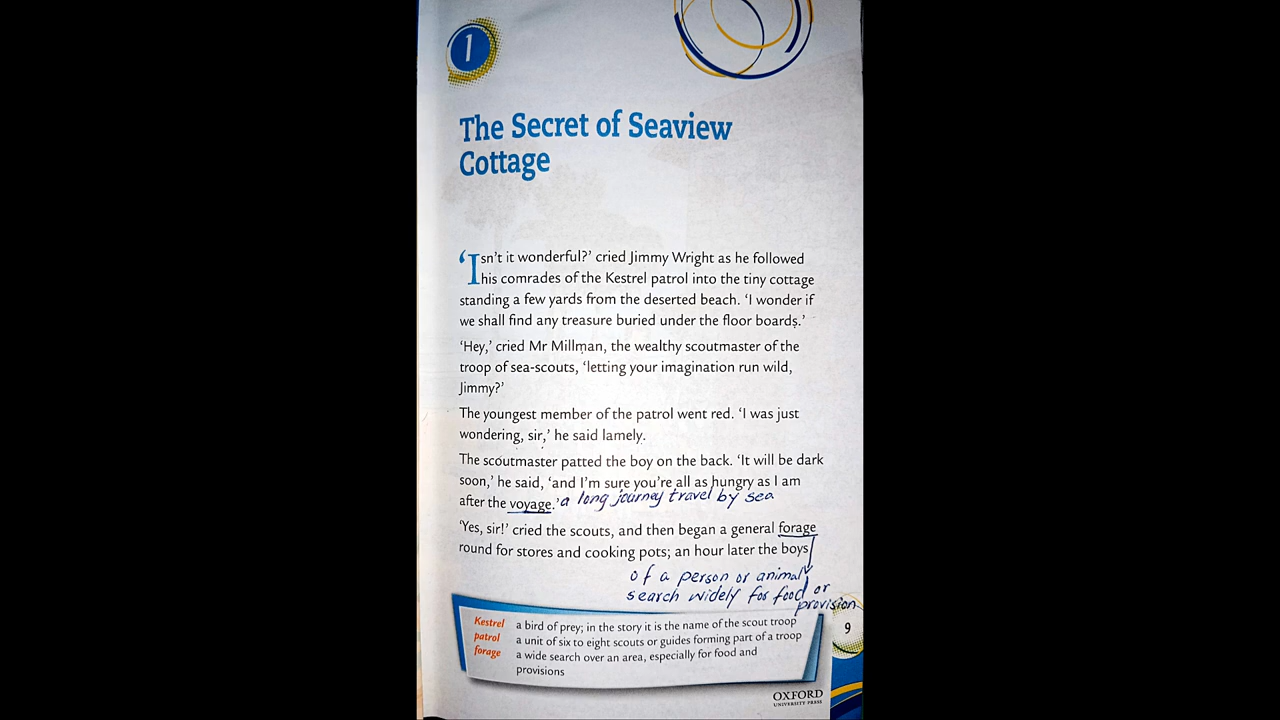 1
The Secret of Seaview
Cottage
'Isn't it wonderful?' cried Jimmy Wright as he followed
his comrades of the Kestrel patrol into the tiny cottage
standing a few yards from the deserted beach. 'I wonder if
we shall find any treasure buried under the floor boards.'
'Hey,' cried Mr Millman, the wealthy scoutmaster of the
troop of sea-scouts, 'letting your imagination run wild,
Jimmy?'
The youngest member of the patrol went red. 'I was just
wondering, sir,' he said lamely.
The scoutmaster patted the boy on the back. 'It will be dark
soon,' he said, 'and I'm sure you're all as hungry as I am
after the voyage.' a long journey travel by sea
'Yes, sir!' cried the scouts, and then began a general forage
round for stores and cooking pots; an hour later the boys
of a person or animal
search widely for food or
provision
Kestrel a bird of prey; in the story it is the name of the scout troop
patrol a unit of six to eight scouts or guides forming part of a troop
forage a wide search over an area, especially for food and
provisions
9
OXFORD
UNIVERSITY PRESS